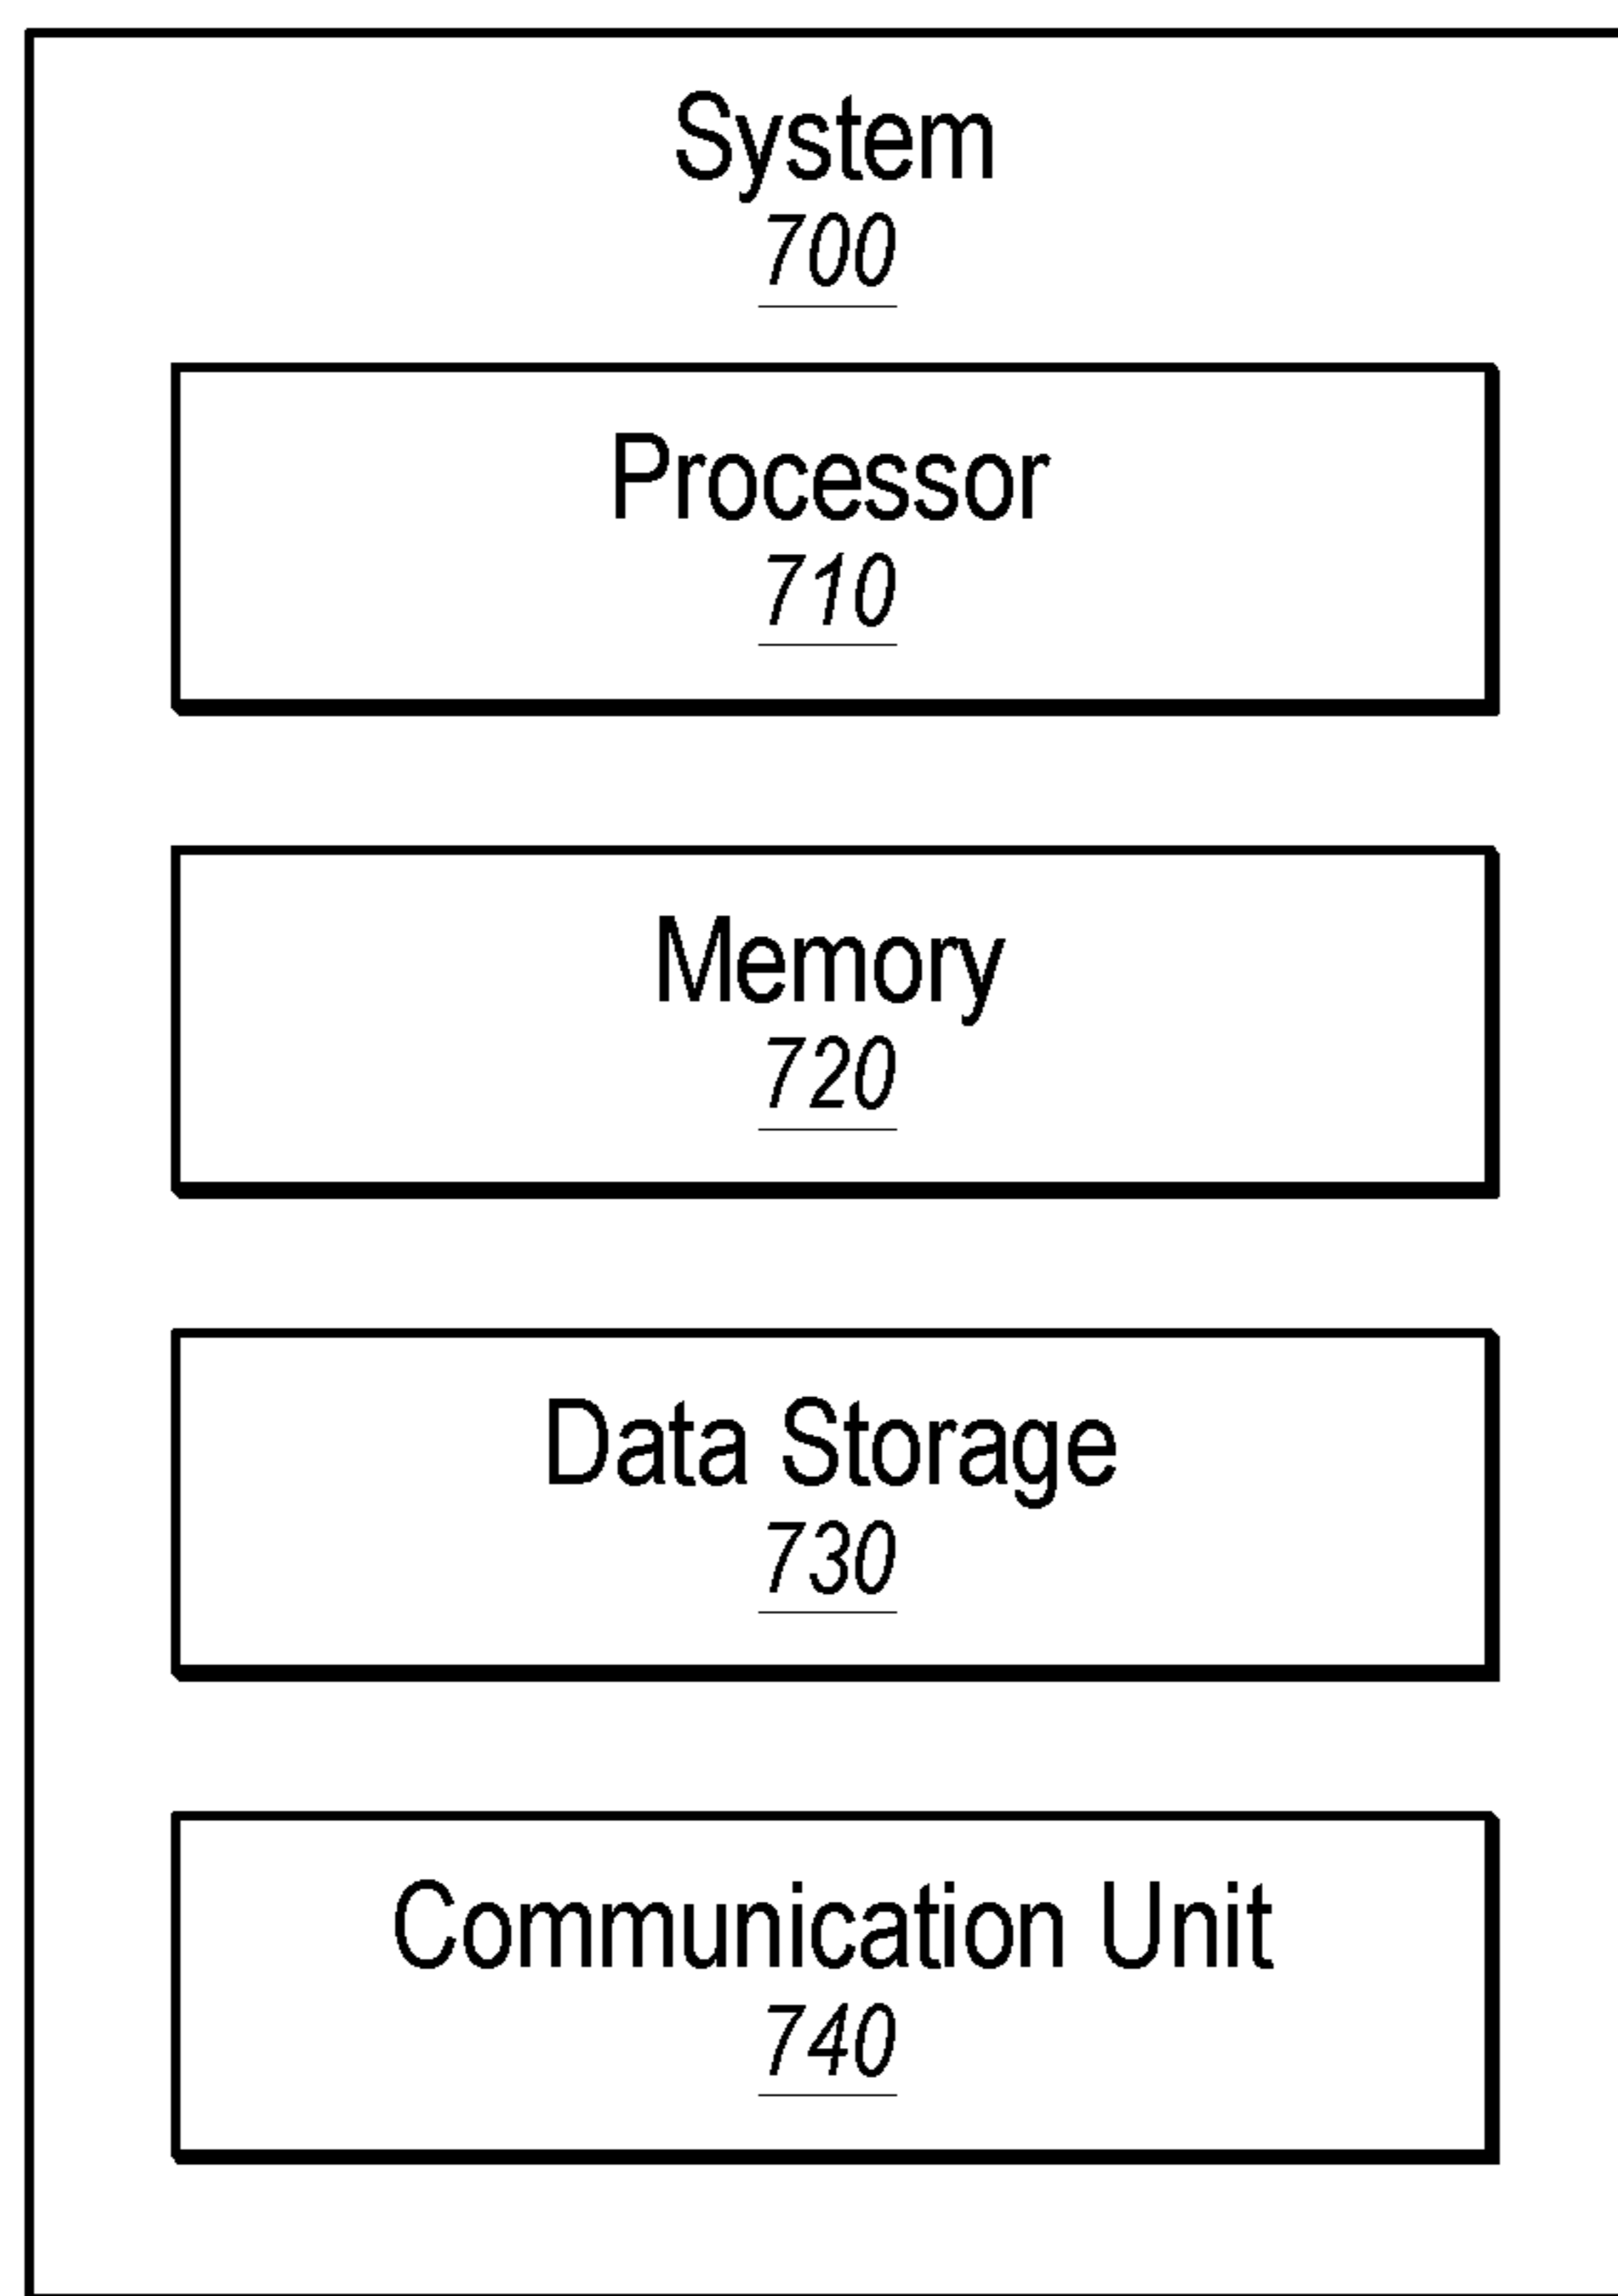 System
700
Processor
710
Memory
720
Data Storage
730
Communication Unit
740